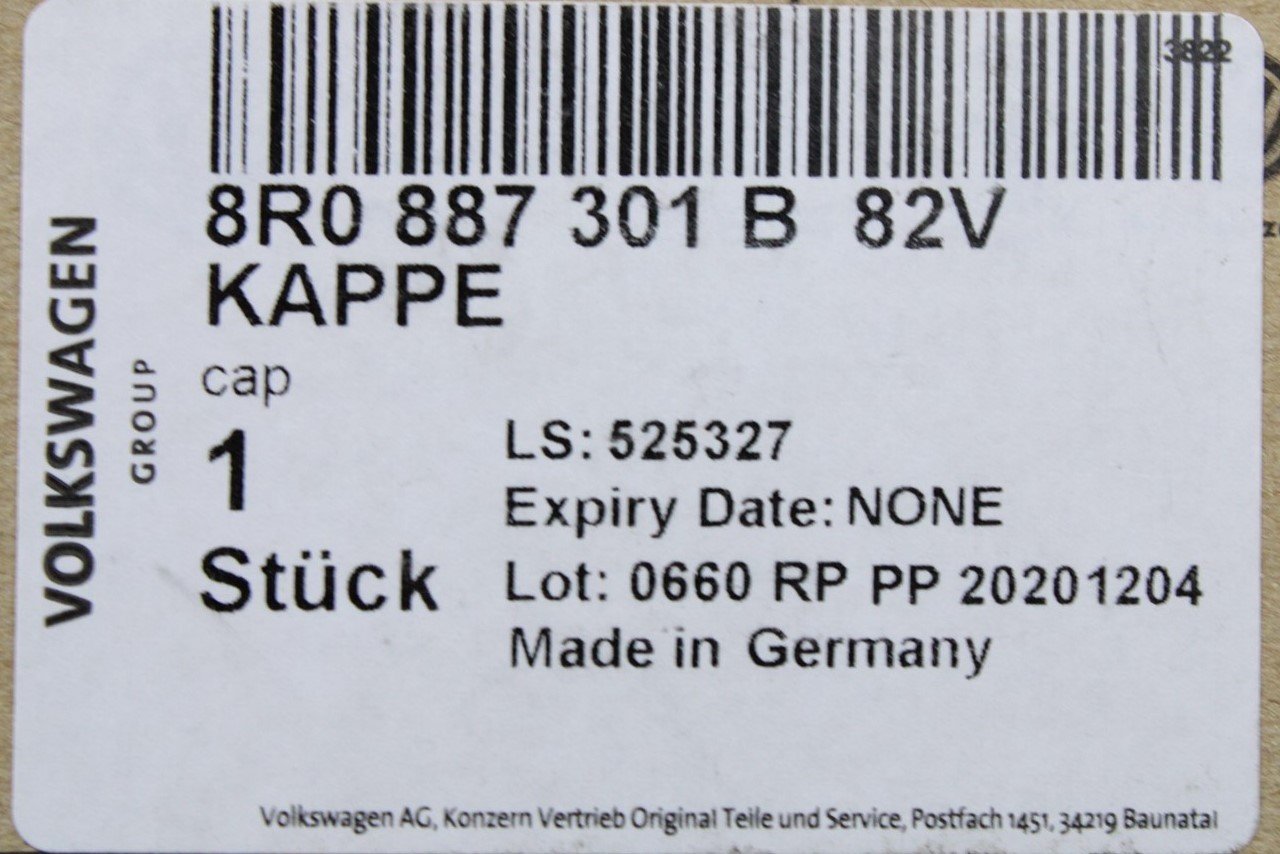 3822
8R0 887 301 B 82V
KAPPE
cap
1
Stück
LS: 525327
Expiry Date: NONE
Lot: 0660 RP PP 20201204
Made in Germany
VOLKSWAGEN
GROUP
Volkswagen AG, Konzern Vertrieb Original Teile und Service, Postfach 1451, 34219 Baunatal